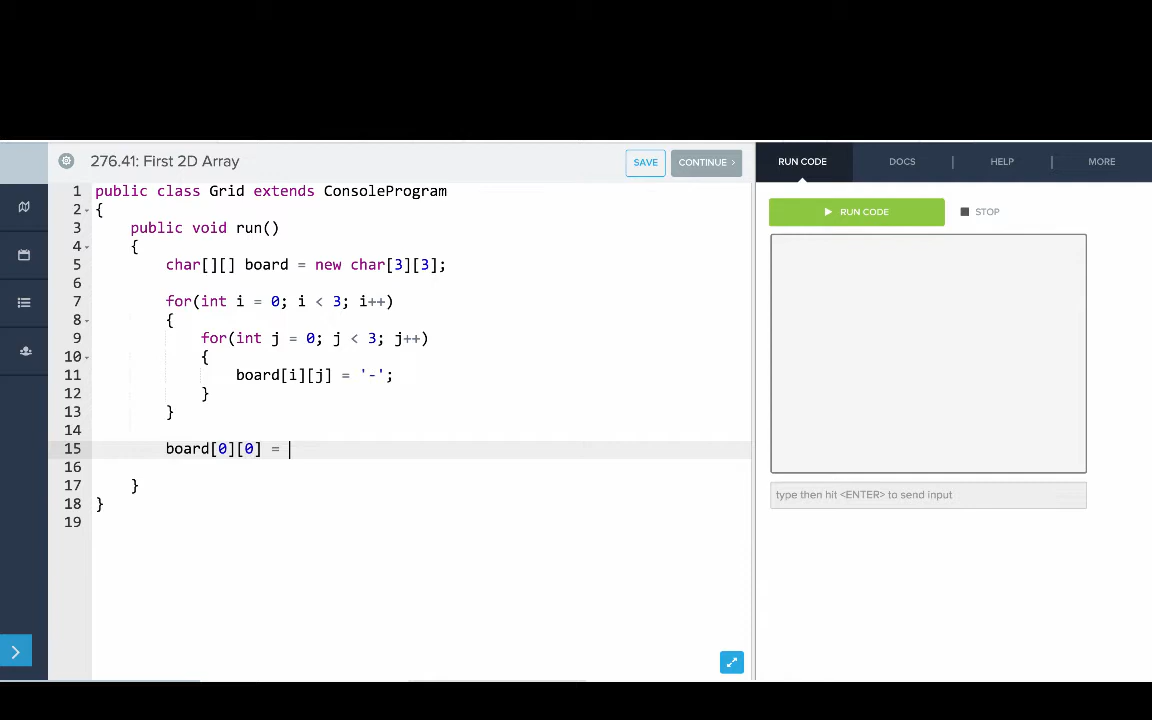 276.41: First 2D Array
SAVE
CONTINUE >
RUN CODE
DOCS
HELP
MORE
1 public class Grid extends ConsoleProgram
2 {
3 public void run()
4 {
5 char[][] board = new char[3][3];
6
7 for(int i = 0; i < 3; i++)
8 {
9 for(int j = 0; j < 3; j++)
10 {
11 board[i][j] = '-';
12 }
13 }
14
15 board[0][0] =
16
17 }
18 }
19
RUN CODE
STOP
type then hit <ENTER> to send input